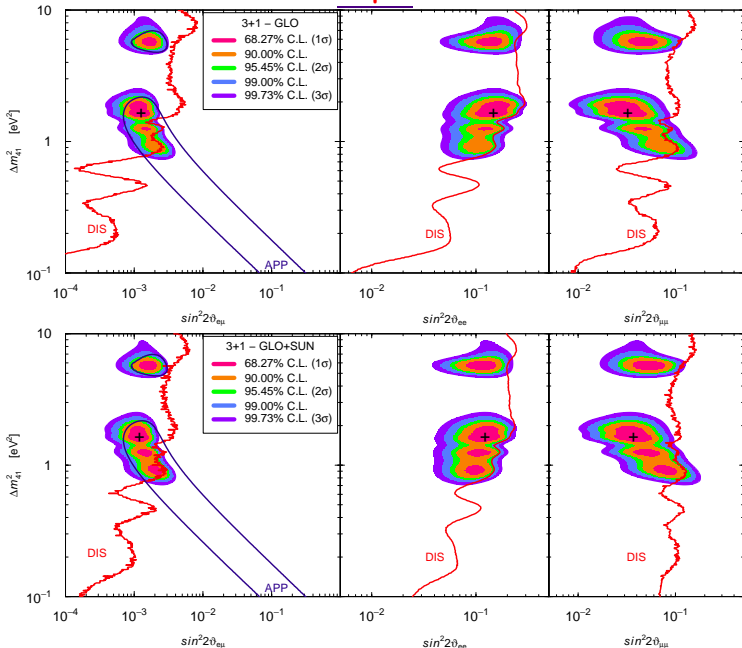 10
1
10⁻¹
Δm²₄₁ [eV²]
3+1 − GLO
68.27% C.L. (1σ)
90.00% C.L.
95.45% C.L. (2σ)
99.00% C.L.
99.73% C.L. (3σ)
DIS
APP
DIS
DIS
10⁻⁴ 10⁻³ 10⁻² 10⁻¹
10⁻² 10⁻¹
10⁻² 10⁻¹
sin²2ϑeμ
sin²2ϑee
sin²2ϑμμ
10
1
10⁻¹
Δm²₄₁ [eV²]
3+1 − GLO+SUN
68.27% C.L. (1σ)
90.00% C.L.
95.45% C.L. (2σ)
99.00% C.L.
99.73% C.L. (3σ)
DIS
APP
DIS
DIS
10⁻⁴ 10⁻³ 10⁻² 10⁻¹
10⁻² 10⁻¹
10⁻² 10⁻¹
sin²2ϑeμ
sin²2ϑee
sin²2ϑμμ